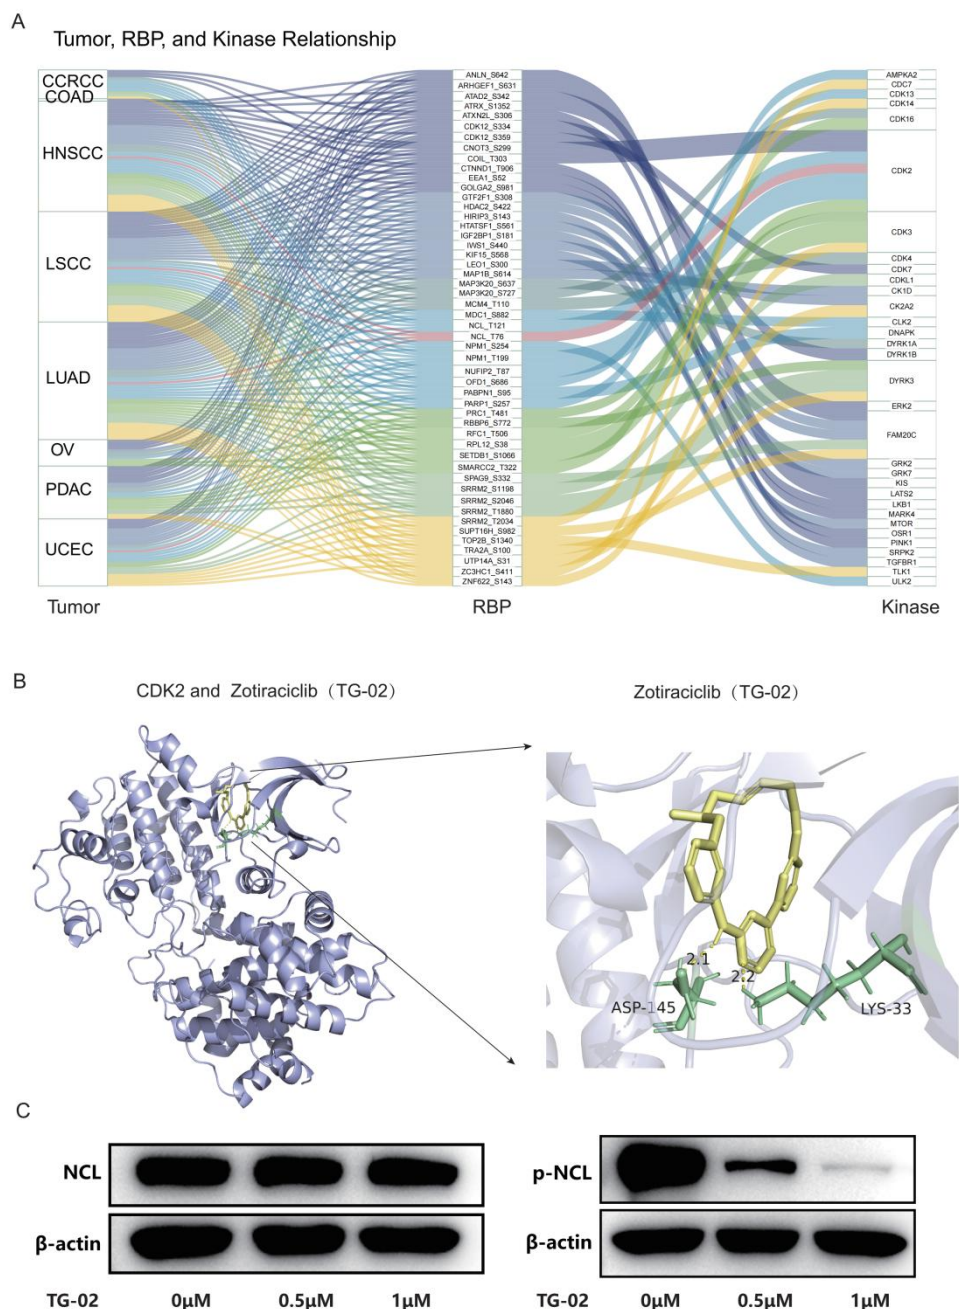 A
Tumor, RBP, and Kinase Relationship
CCRCC
COAD
HNSCC
LSCC
LUAD
OV
PDAC
UCEC
Tumor
ANLN_S642
ARHGEF1_S631
ATAD2_S342
ATRX_S1352
ATXN2L_S306
CDK12_S334
CDK12_S359
CNOT3_S299
COIL_T303
CTNND1_T906
EEA1_S52
GOLGA2_S981
GTF2F1_S308
HDAC2_S422
HIRIP3_S143
HTATSF1_S561
IGF2BP1_S181
IWS1_S440
KIF15_S568
LEO1_S300
MAP1B_S614
MAP3K20_S637
MAP3K20_S727
MCM4_T110
MDC1_S882
NCL_T121
NCL_T76
NPM1_S254
NPM1_T199
NUFIP2_T87
OFD1_S686
PABPN1_S95
PARP1_S257
PRC1_T481
RBBP6_S772
RFC1_T506
RPL12_S38
SETDB1_S1066
SMARCC2_T322
SPAG9_S332
SRRM2_S1198
SRRM2_S2046
SRRM2_T1880
SRRM2_T2034
SUPT16H_S982
TOP2B_S1340
TRA2A_S100
UTP14A_S31
ZC3HC1_S411
ZNF622_S143
RBP
AMPKA2
CDC7
CDK13
CDK14
CDK16
CDK2
CDK3
CDK4
CDK7
CDKL1
CK1D
CK2A2
CLK2
DNAPK
DYRK1A
DYRK1B
DYRK3
ERK2
FAM20C
GRK2
GRK7
KIS
LATS2
LKB1
MARK4
MTOR
OSR1
PINK1
SRPK2
TGFBR1
TLK1
ULK2
Kinase
B
CDK2 and Zotiraciclib（TG-02）
Zotiraciclib（TG-02）
2.1
2.2
ASP-145
LYS-33
C
NCL
β-actin
TG-02 0μM 0.5μM 1μM
p-NCL
β-actin
TG-02 0μM 0.5μM 1μM